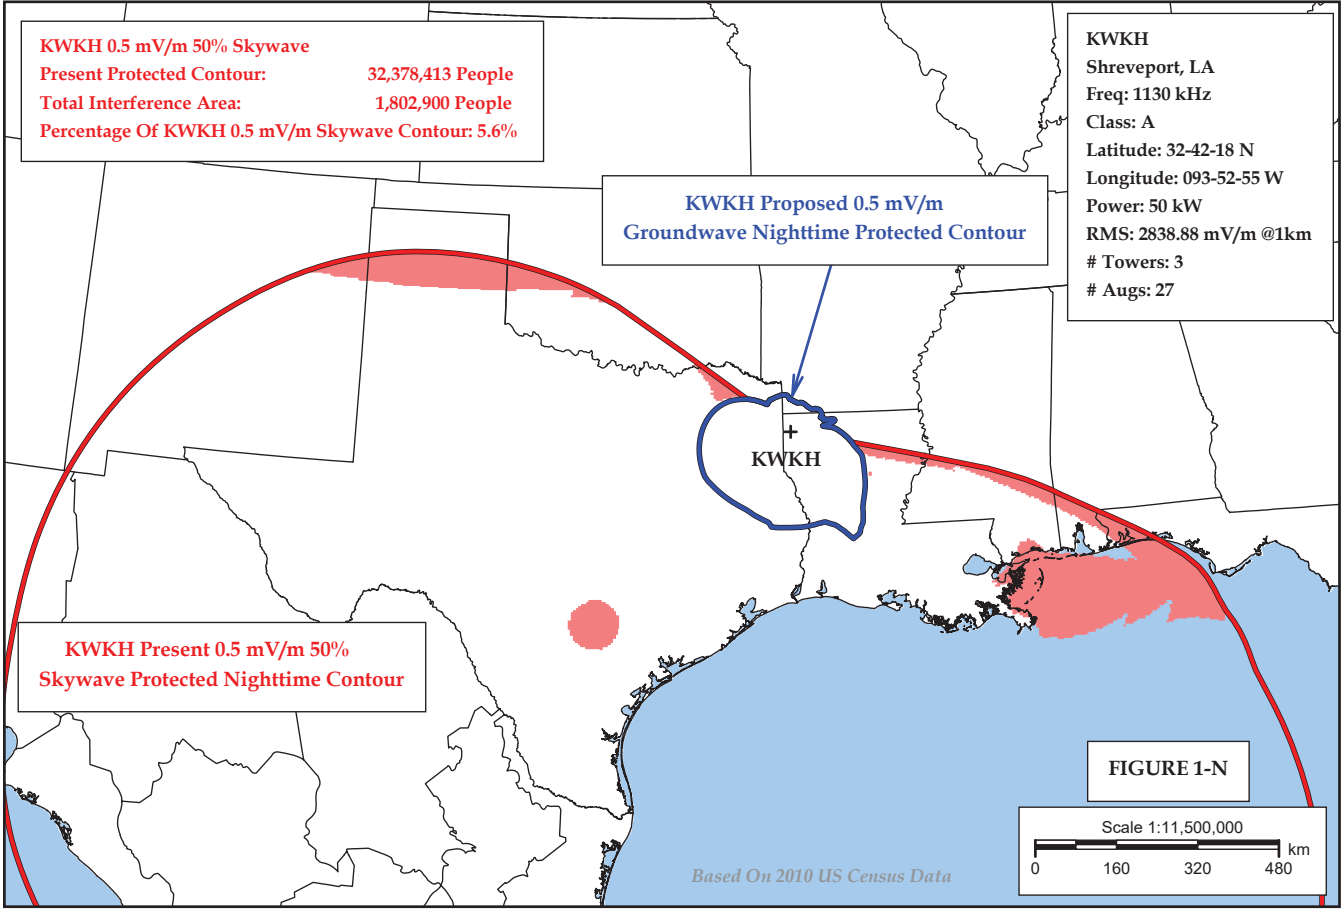 KWKH 0.5 mV/m 50% Skywave
Present Protected Contour: 32,378,413 People
Total Interference Area: 1,802,900 People
Percentage Of KWKH 0.5 mV/m Skywave Contour: 5.6%
KWKH
Shreveport, LA
Freq: 1130 kHz
Class: A
Latitude: 32-42-18 N
Longitude: 093-52-55 W
Power: 50 kW
RMS: 2838.88 mV/m @1km
# Towers: 3
# Augs: 27
KWKH Proposed 0.5 mV/m
Groundwave Nighttime Protected Contour
KWKH
KWKH Present 0.5 mV/m 50%
Skywave Protected Nighttime Contour
FIGURE 1-N
Scale 1:11,500,000
km
0 160 320 480
Based On 2010 US Census Data